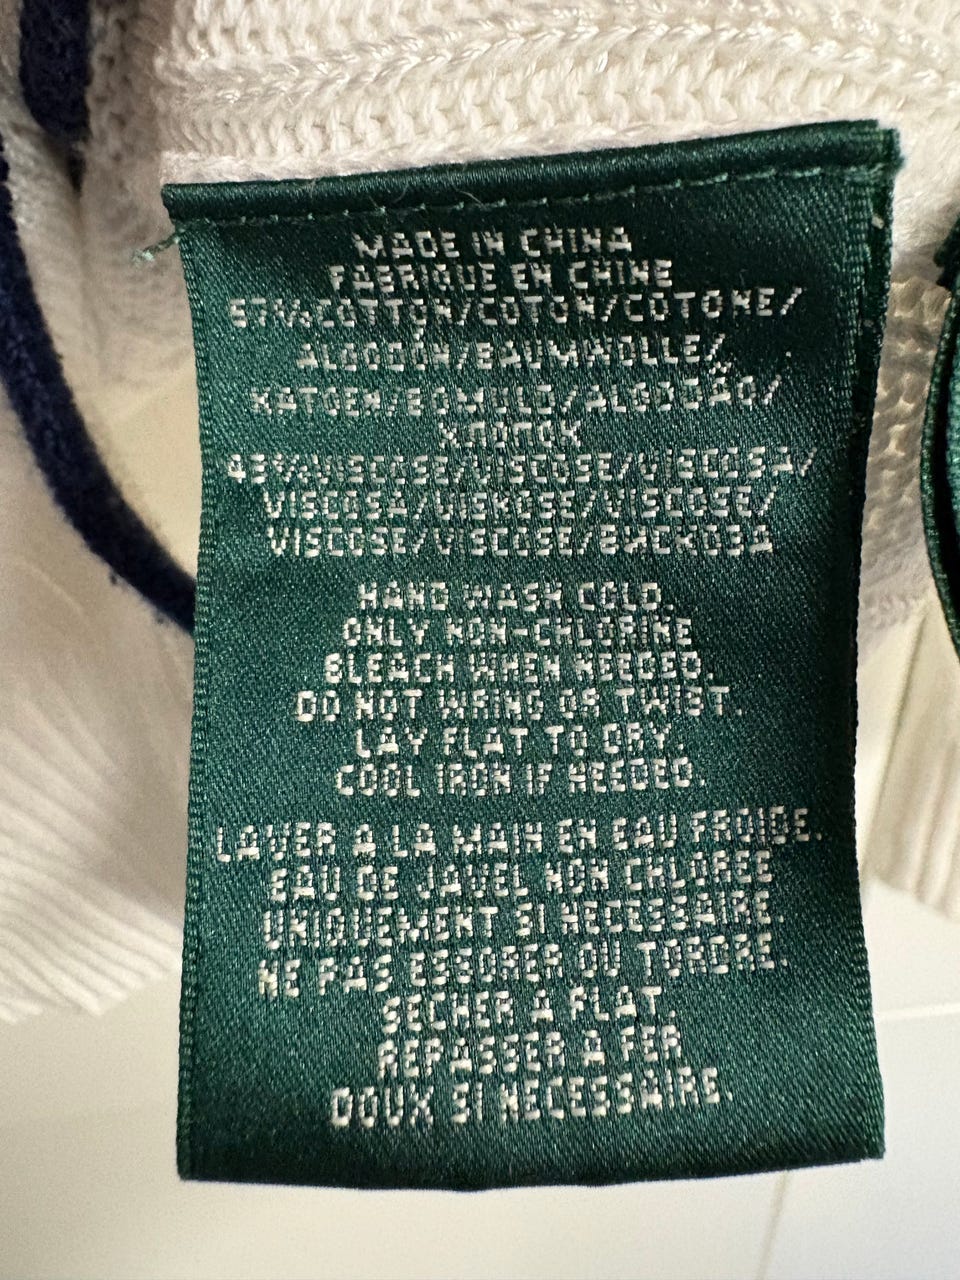 MADE IN CHINA
FABRIQUE EN CHINE
57%COTTON/COTON/COTONE/
ALGODON/BAUMWOLLE/
KATOEN/BOMULD/ALGODÃO/
ХЛОПОК
43%VISCOSE/VISCOSE/VISCOSA/
VISCOSA/VISKOSE/VISCOSE/
VISCOSE/VISCOSE/ВИСКОЗА
HAND WASH COLD.
ONLY NON-CHLORINE
BLEACH WHEN NEEDED.
DO NOT WRING OR TWIST.
LAY FLAT TO DRY.
COOL IRON IF NEEDED.
LAVER A LA MAIN EN EAU FROIDE.
EAU DE JAVEL NON CHLOREE
UNIQUEMENT SI NECESSAIRE.
NE PAS ESSORER OU TORDRE
SECHER A PLAT
REPASSER A FER
DOUX SI NECESSAIRE.